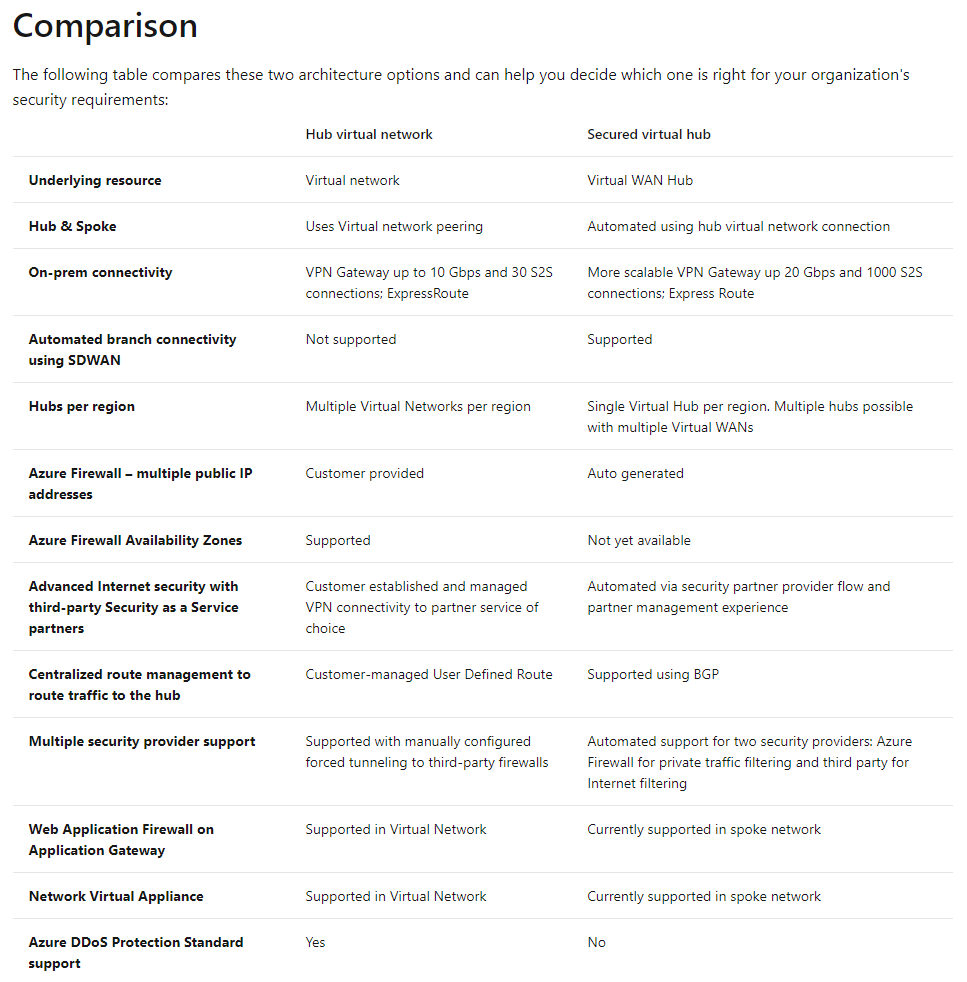 Comparison
The following table compares these two architecture options and can help you decide which one is right for your organization's
security requirements:
Hub virtual network Secured virtual hub
Underlying resource Virtual network Virtual WAN Hub
Hub & Spoke Uses Virtual network peering Automated using hub virtual network connection
On-prem connectivity VPN Gateway up to 10 Gbps and 30 S2S More scalable VPN Gateway up 20 Gbps and 1000 S2S
connections; ExpressRoute connections; Express Route
Automated branch connectivity Not supported Supported
using SDWAN
Hubs per region Multiple Virtual Networks per region Single Virtual Hub per region. Multiple hubs possible
with multiple Virtual WANs
Azure Firewall – multiple public IP Customer provided Auto generated
addresses
Azure Firewall Availability Zones Supported Not yet available
Advanced Internet security with Customer established and managed Automated via security partner provider flow and
third-party Security as a Service VPN connectivity to partner service of partner management experience
partners choice
Centralized route management to Customer-managed User Defined Route Supported using BGP
route traffic to the hub
Multiple security provider support Supported with manually configured Automated support for two security providers: Azure
forced tunneling to third-party firewalls Firewall for private traffic filtering and third party for
Internet filtering
Web Application Firewall on Supported in Virtual Network Currently supported in spoke network
Application Gateway
Network Virtual Appliance Supported in Virtual Network Currently supported in spoke network
Azure DDoS Protection Standard Yes No
support